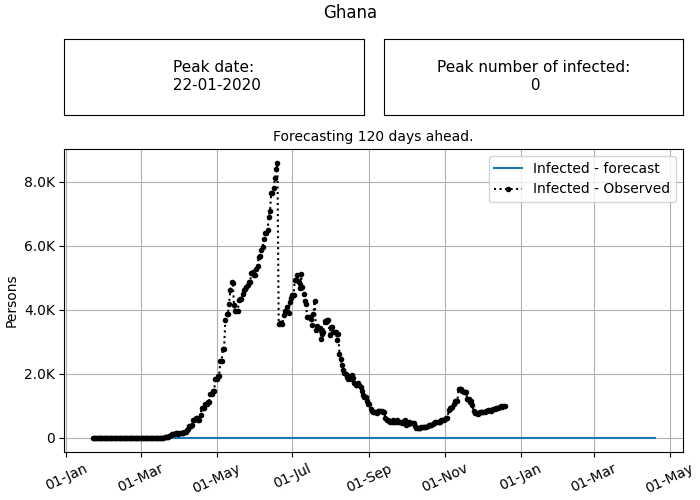 Ghana
Peak date:
22-01-2020
Peak number of infected:
0
Forecasting 120 days ahead.
Infected - forecast
Infected - Observed
Persons
8.0K
6.0K
4.0K
2.0K
0
01-Jan
01-Mar
01-May
01-Jul
01-Sep
01-Nov
01-Jan
01-Mar
01-May